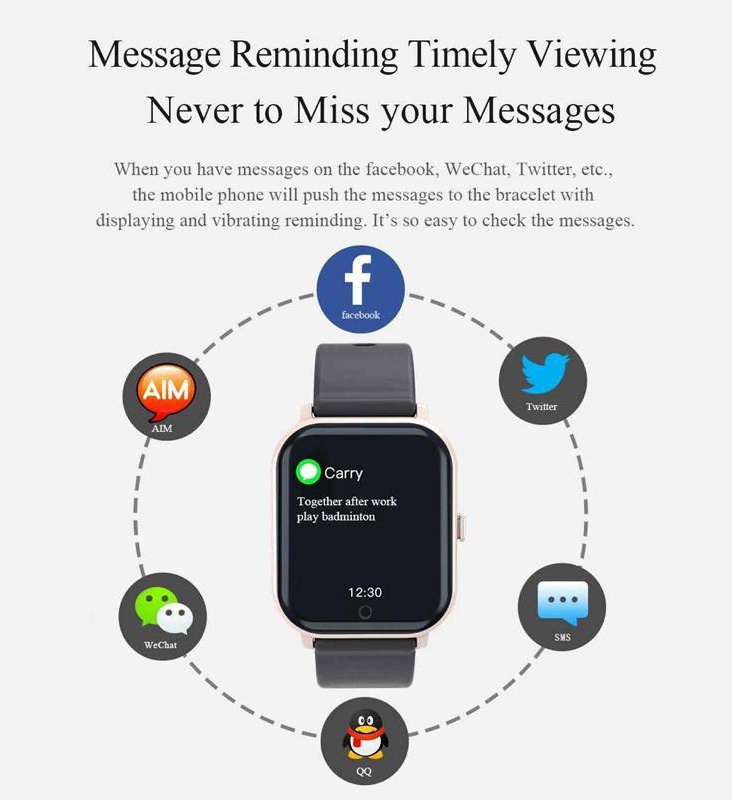 Message Reminding Timely Viewing
Never to Miss your Messages
When you have messages on the facebook, WeChat, Twitter, etc.,
the mobile phone will push the messages to the bracelet with
displaying and vibrating reminding. It’s so easy to check the messages.
f
facebook
Twitter
AIM
AIM
Carry
Together after work
play badminton
12:30
WeChat
SMS
QQ